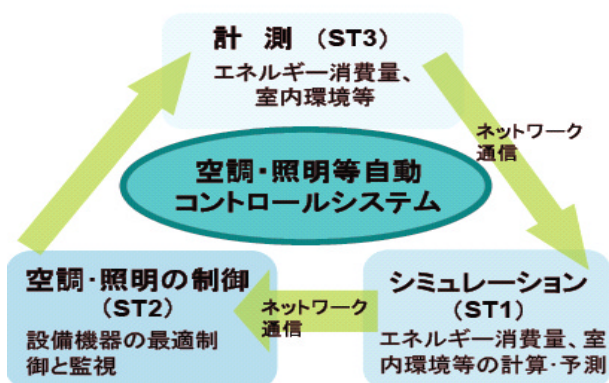 計 測 (ST3)
エネルギー消費量、
室内環境等
ネットワーク
通信
空調・照明等自動
コントロールシステム
空調・照明の制御
(ST2)
設備機器の最適制
御と監視
ネットワーク
通信
シミュレーション
(ST1)
エネルギー消費量、室
内環境等の計算・予測